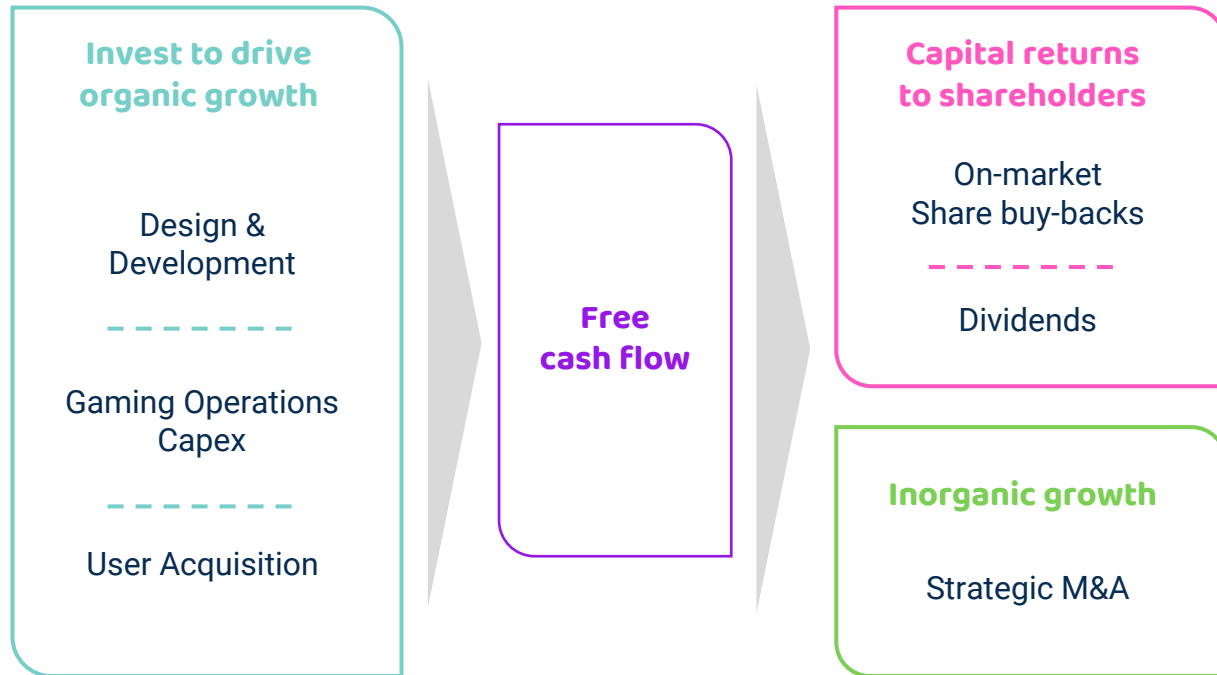 Invest to drive
organic growth
Design &
Development
Gaming Operations
Capex
User Acquisition
Free
cash flow
Capital returns
to shareholders
On-market
Share buy-backs
Dividends
Inorganic growth
Strategic M&A